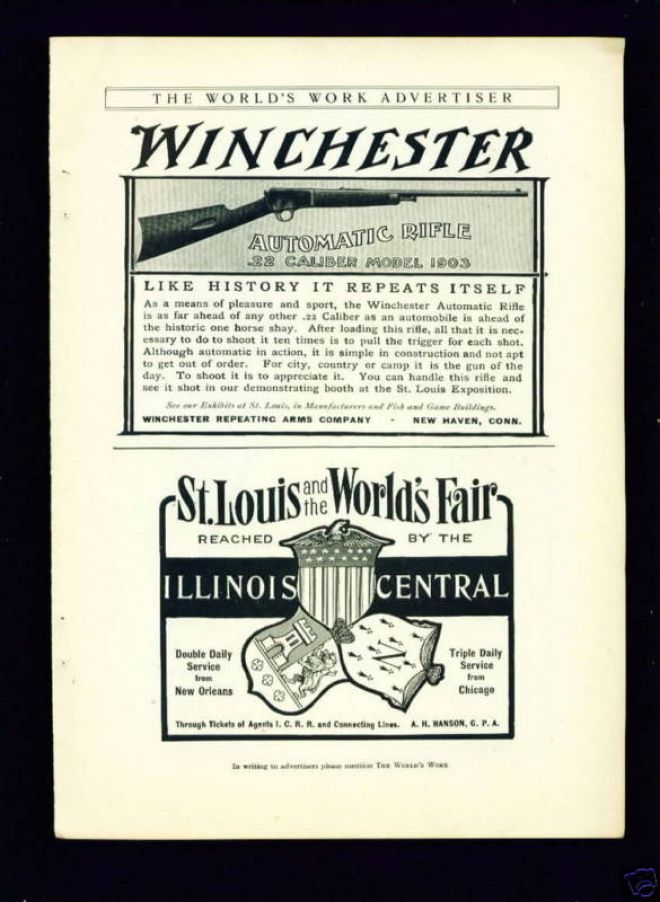 THE WORLD'S WORK ADVERTISER
WINCHESTER
AUTOMATIC RIFLE
.22 CALIBER MODEL 1903
LIKE HISTORY IT REPEATS ITSELF
As a means of pleasure and sport, the Winchester Automatic Rifle
is as far ahead of any other .22 Caliber as an automobile is ahead of
the historic one horse shay. After loading this rifle, all that it is nec-
essary to do to shoot it ten times is to pull the trigger for each shot.
Although automatic in action, it is simple in construction and not apt
to get out of order. For city, country or camp it is the gun of the
day. To shoot it is to appreciate it. You can handle this rifle and
see it shot in our demonstrating booth at the St. Louis Exposition.
See our Exhibits at St. Louis, in Manufacturers and Fish and Game Buildings.
WINCHESTER REPEATING ARMS COMPANY - NEW HAVEN, CONN.
St. Louis and the World's Fair
REACHED BY THE
ILLINOIS CENTRAL
Double Daily
Service
from
New Orleans
N
Triple Daily
Service
from
Chicago
Through Tickets of Agents I. C. R. R. and Connecting Lines. A. H. HANSON, G. P. A.
In writing to advertisers please mention THE WORLD'S WORK